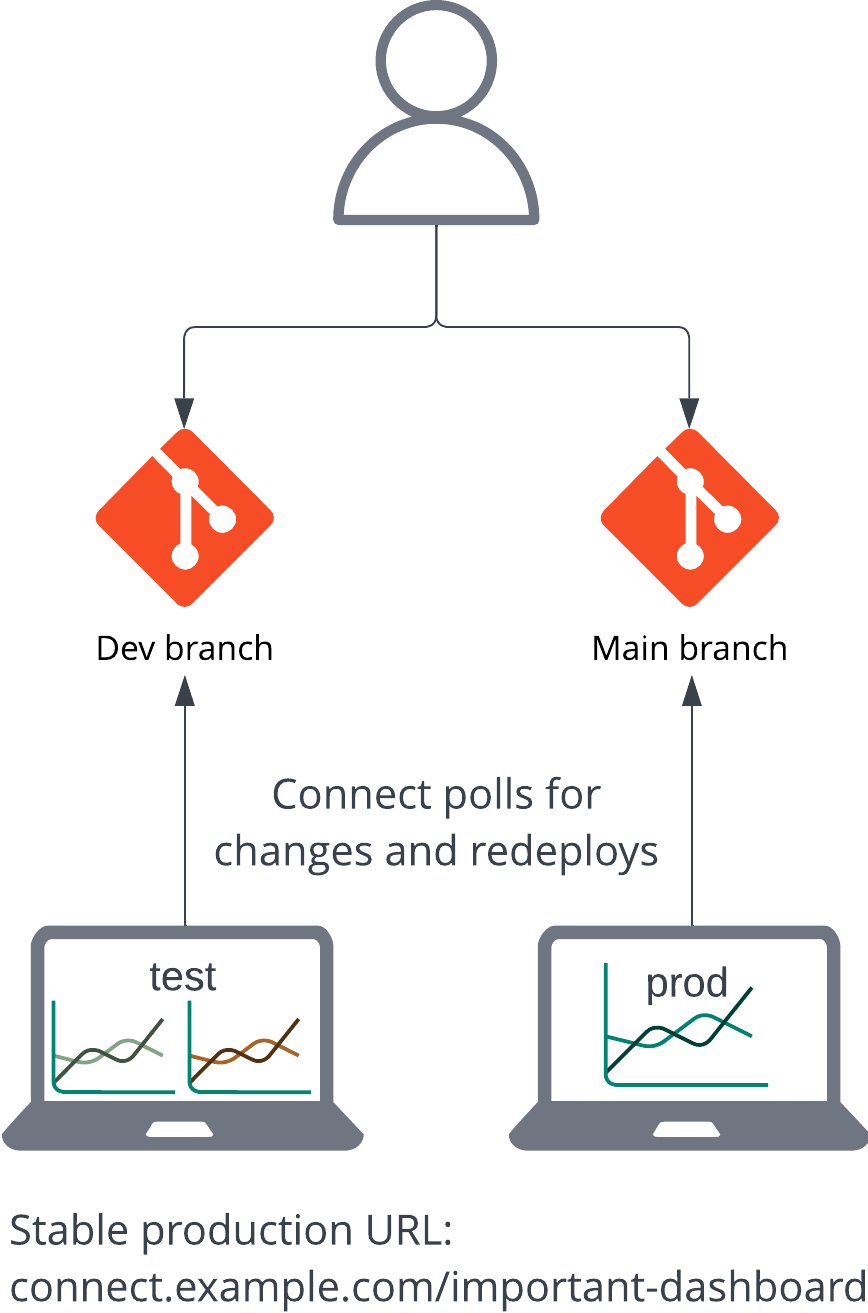 Dev branch
Main branch
Connect polls for
changes and redeploys
test
prod
Stable production URL:
connect.example.com/important-dashboard